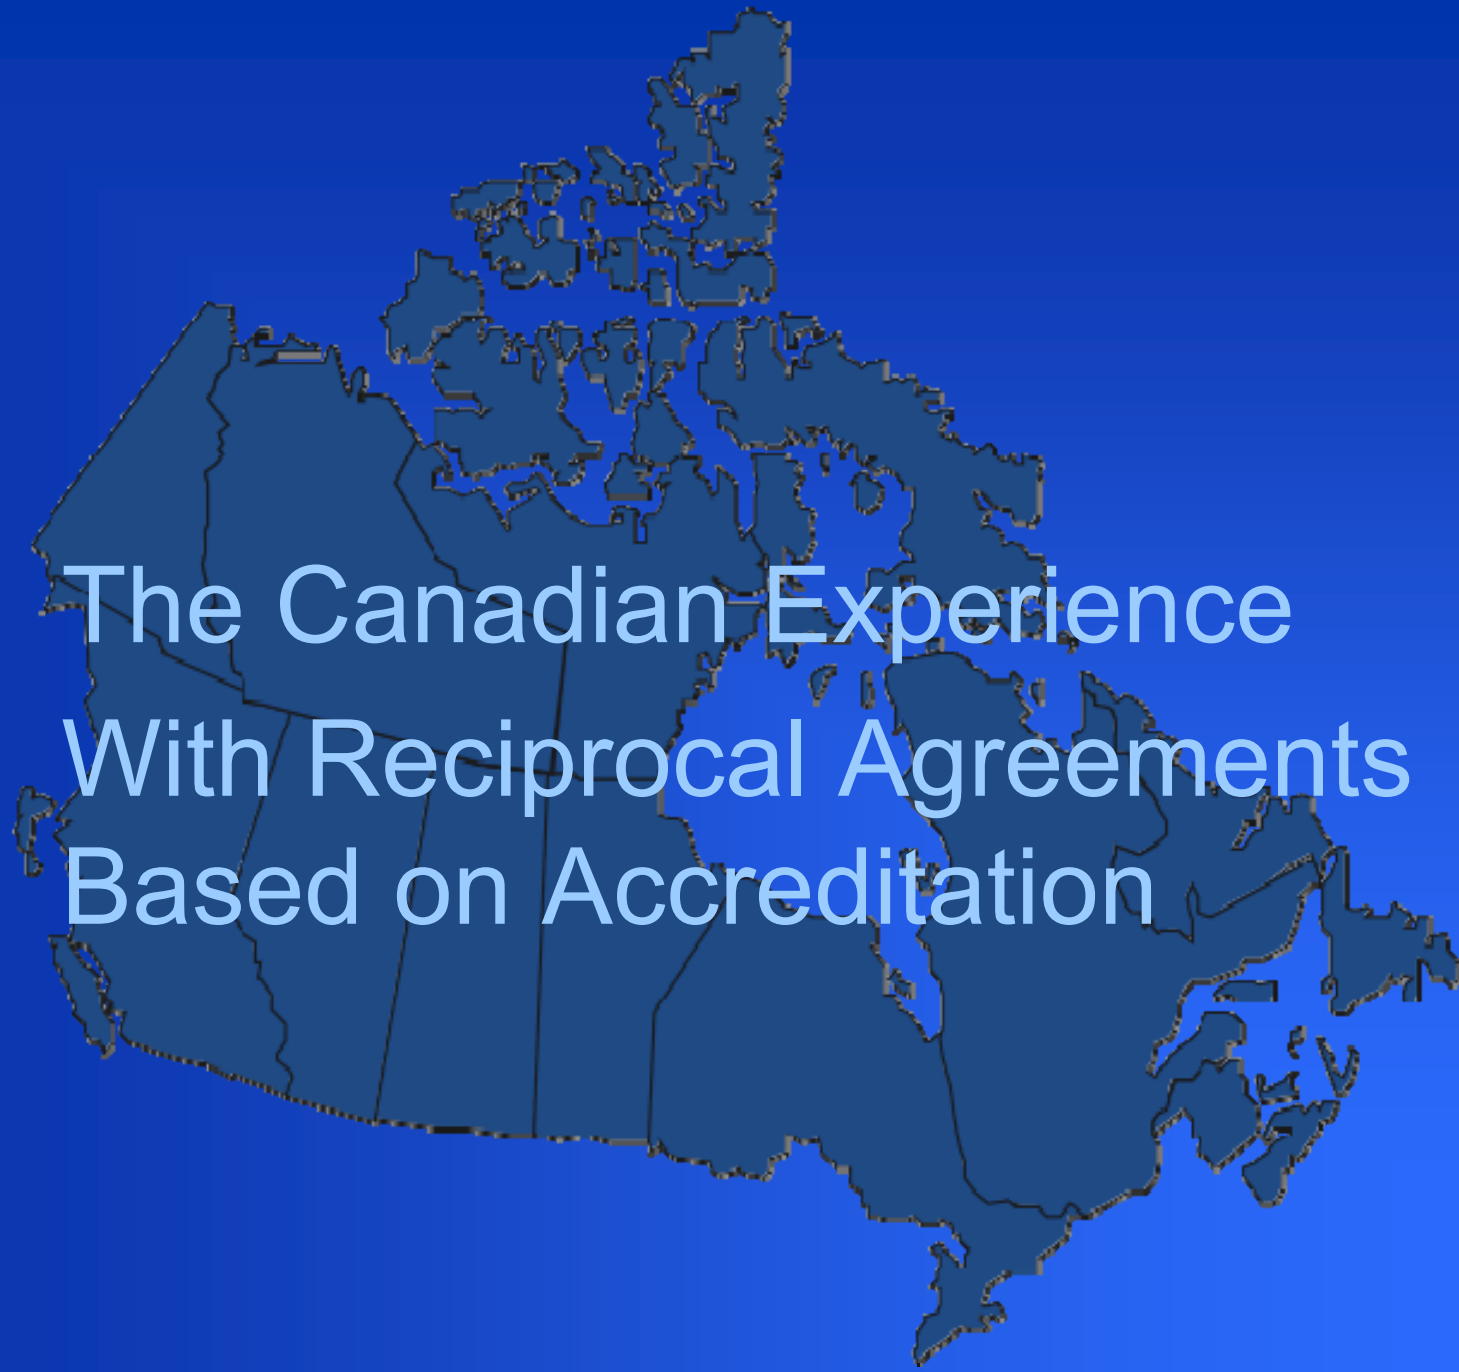 The Canadian Experience
With Reciprocal Agreements
Based on Accreditation